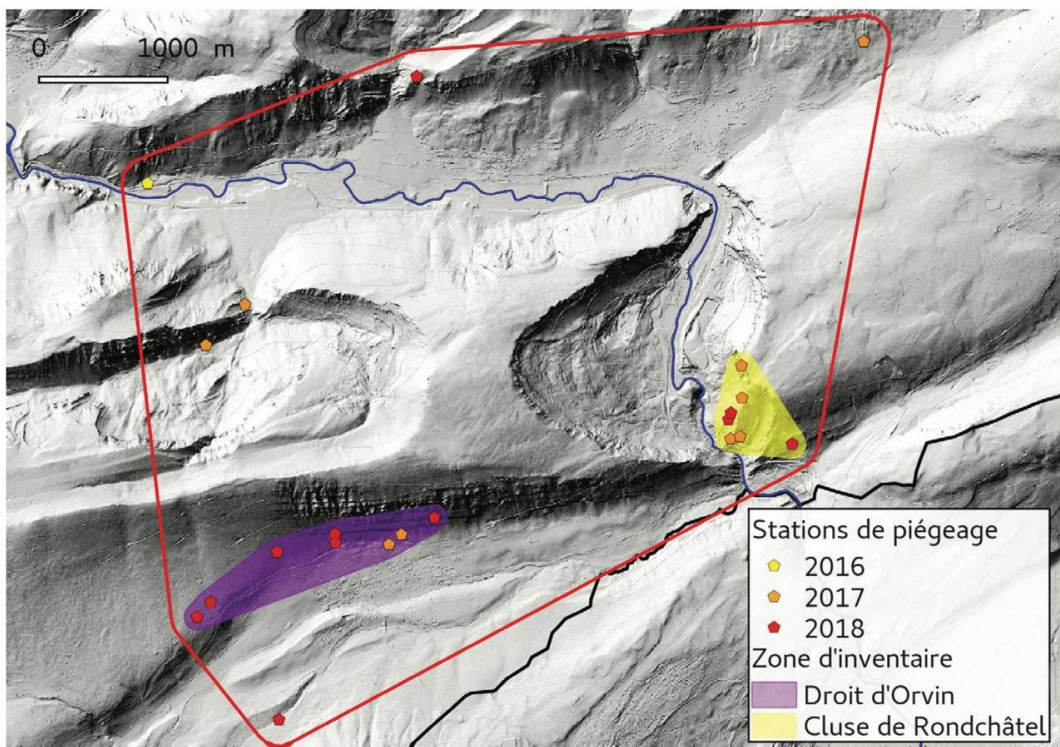 0 1000 m
Stations de piégeage
2016
2017
2018
Zone d'inventaire
Droit d'Orvin
Cluse de Rondchâtel